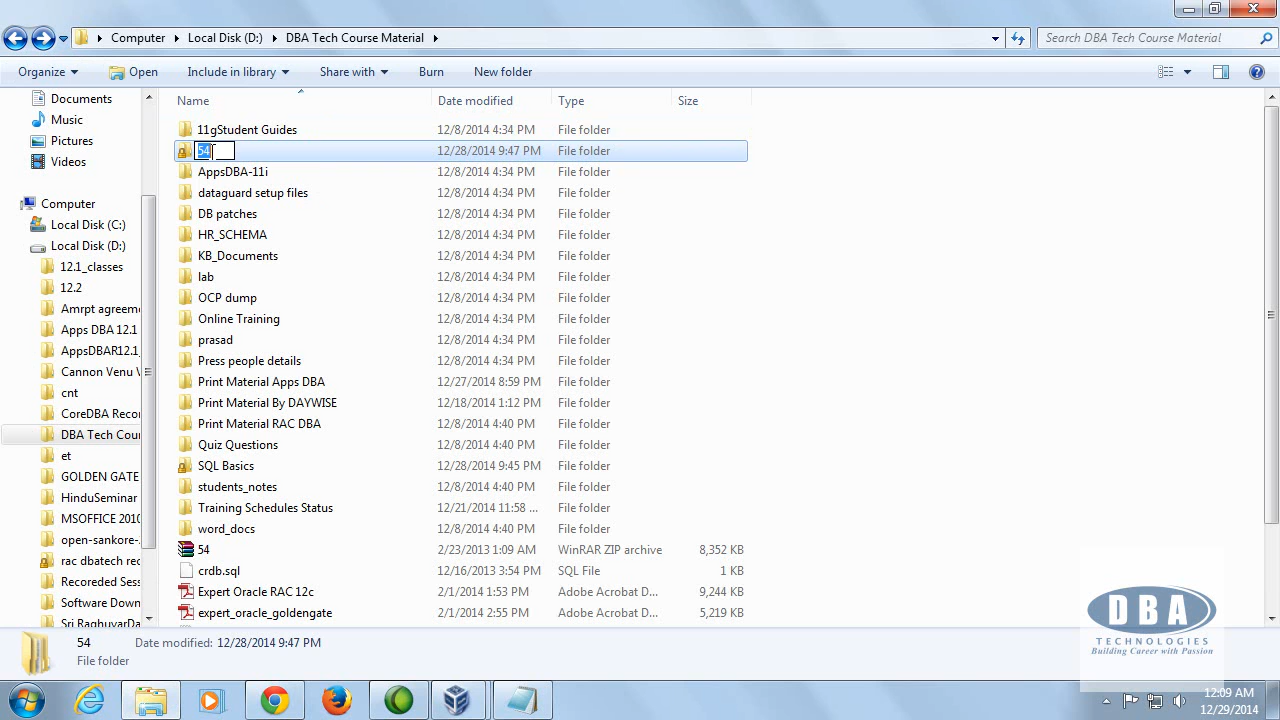 Computer
Local Disk (D:)
DBA Tech Course Material
Search DBA Tech Course Material
Organize
Open
Include in library
Share with
Burn
New folder
Documents
Music
Pictures
Videos
Computer
Local Disk (C:)
Local Disk (D:)
12.1_classes
12.2
Amrpt agreeme
Apps DBA 12.1
AppsDBAR12.1_
Cannon Venu V
cnt
CoreDBA Recor
DBA Tech Cour
et
GOLDEN GATE
HinduSeminar
MSOFFICE 2010
open-sankore-
rac dbatech rec
Recoreded Sess
Software Down
Sri RaghuvarDa
Name Date modified Type Size
11gStudent Guides 12/8/2014 4:34 PM File folder
54 12/28/2014 9:47 PM File folder
AppsDBA-11i 12/8/2014 4:34 PM File folder
dataguard setup files 12/8/2014 4:34 PM File folder
DB patches 12/8/2014 4:34 PM File folder
HR_SCHEMA 12/8/2014 4:34 PM File folder
KB_Documents 12/8/2014 4:34 PM File folder
lab 12/8/2014 4:34 PM File folder
OCP dump 12/8/2014 4:34 PM File folder
Online Training 12/8/2014 4:34 PM File folder
prasad 12/8/2014 4:34 PM File folder
Press people details 12/8/2014 4:34 PM File folder
Print Material Apps DBA 12/27/2014 8:59 PM File folder
Print Material By DAYWISE 12/18/2014 1:12 PM File folder
Print Material RAC DBA 12/8/2014 4:40 PM File folder
Quiz Questions 12/8/2014 4:40 PM File folder
SQL Basics 12/28/2014 9:45 PM File folder
students_notes 12/8/2014 4:40 PM File folder
Training Schedules Status 12/21/2014 11:58 ... File folder
word_docs 12/8/2014 4:40 PM File folder
54 2/23/2013 1:09 AM WinRAR ZIP archive 8,352 KB
crdb.sql 12/16/2013 3:54 PM SQL File 1 KB
Expert Oracle RAC 12c 2/1/2014 1:53 PM Adobe Acrobat D... 9,244 KB
expert_oracle_goldengate 2/1/2014 2:55 PM Adobe Acrobat D... 5,219 KB
54 Date modified: 12/28/2014 9:47 PM
File folder
DBA
TECHNOLOGIES
Building Career with Passion
12:09 AM
12/29/2014